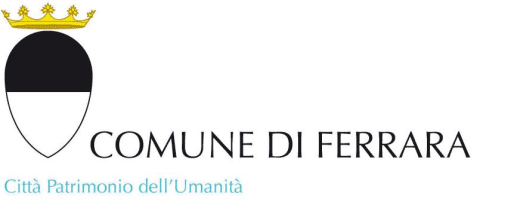 COMUNE DI FERRARA
Città Patrimonio dell'Umanità